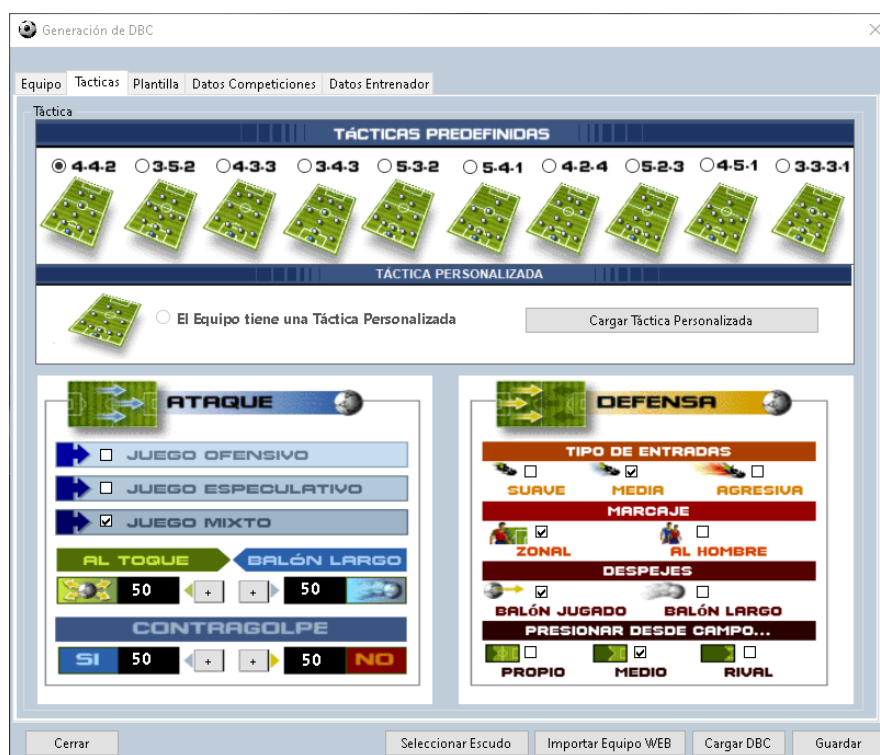 Generación de DBC
Equipo Tacticas Plantilla Datos Competiciones Datos Entrenador
Táctica
TÁCTICAS PREDEFINIDAS
4-4-2 3-5-2 4-3-3 3-4-3 5-3-2 5-4-1 4-2-4 5-2-3 4-5-1 3-3-3-1
TÁCTICA PERSONALIZADA
El Equipo tiene una Táctica Personalizada
Cargar Táctica Personalizada
ATAQUE
JUEGO OFENSIVO
JUEGO ESPECULATIVO
JUEGO MIXTO
AL TOQUE BALÓN LARGO
50 + + 50
CONTRAGOLPE
SI 50 + + 50 NO
DEFENSA
TIPO DE ENTRADAS
SUAVE MEDIA AGRESIVA
MARCAJE
ZONAL AL HOMBRE
DESPEJES
BALÓN JUGADO BALÓN LARGO
PRESIONAR DESDE CAMPO...
PROPIO MEDIO RIVAL
Cerrar Seleccionar Escudo Importar Equipo WEB Cargar DBC Guardar